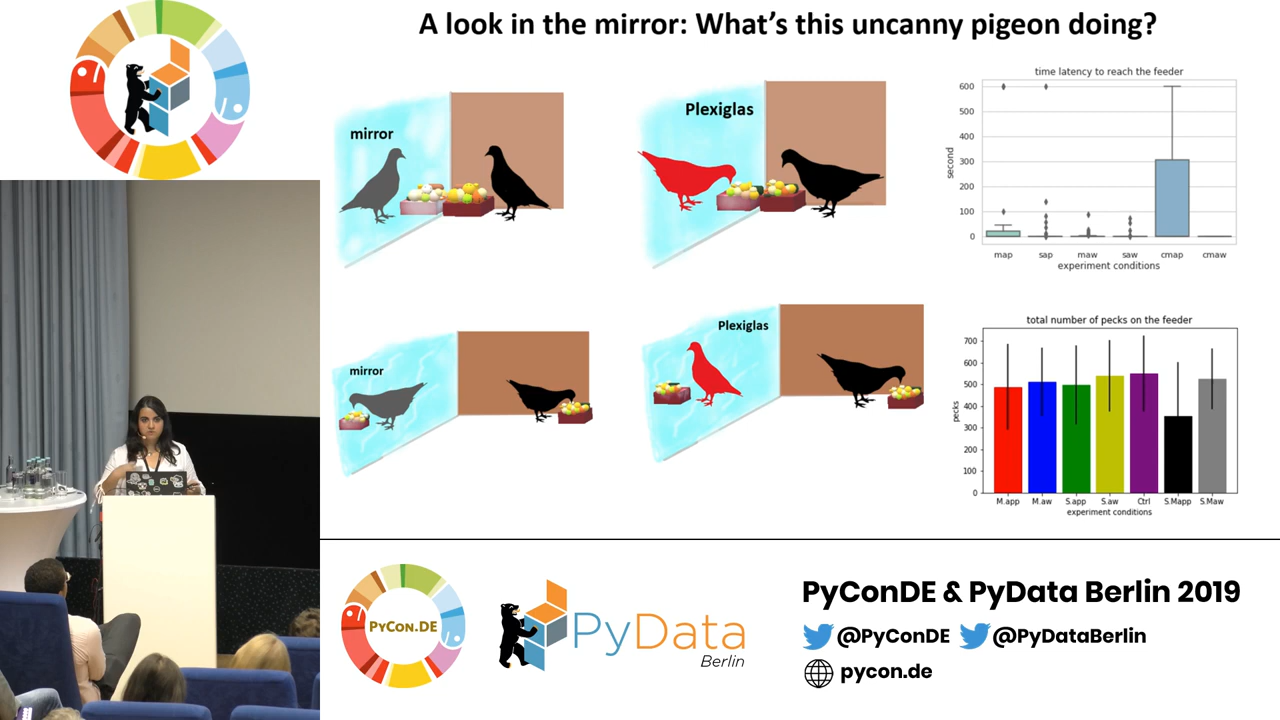 A look in the mirror: What's this uncanny pigeon doing?
mirror
Plexiglas
time latency to reach the feeder
second
600
500
400
300
200
100
0
map sap maw saw cmap cmaw
experiment conditions
mirror
Plexiglas
total number of pecks on the feeder
pecks
700
600
500
400
300
200
100
0
M.app M.aw S.app S.aw Ctrl S.Mapp S.Maw
experiment conditions
PYCON.DE
PyData
Berlin
PyConDE & PyData Berlin 2019
@PyConDE @PyDataBerlin
pycon.de